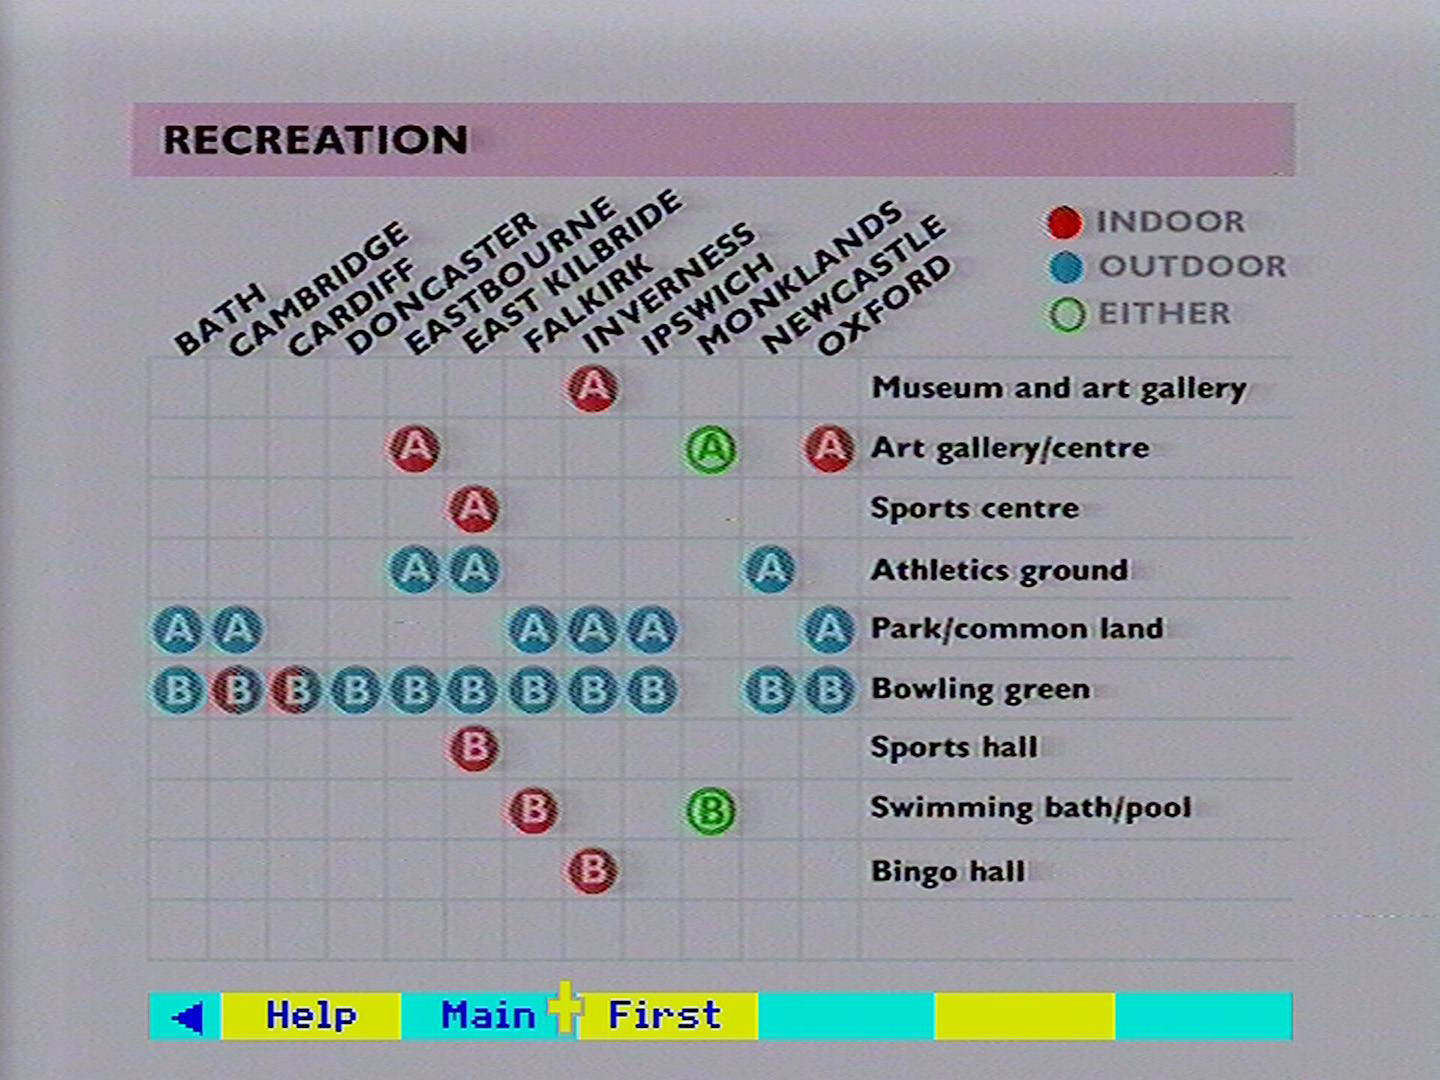 RECREATION
BATH
CAMBRIDGE
CARDIFF
DONCASTER
EASTBOURNE
EAST KILBRIDE
FALKIRK
INVERNESS
IPSWICH
MONKLANDS
NEWCASTLE
OXFORD
INDOOR
OUTDOOR
EITHER
A Museum and art gallery
A A A Art gallery/centre
A Sports centre
A A A Athletics ground
A A A A A A Park/common land
B B B B B B B B B B B Bowling green
B Sports hall
B B Swimming bath/pool
B Bingo hall
Help Main First